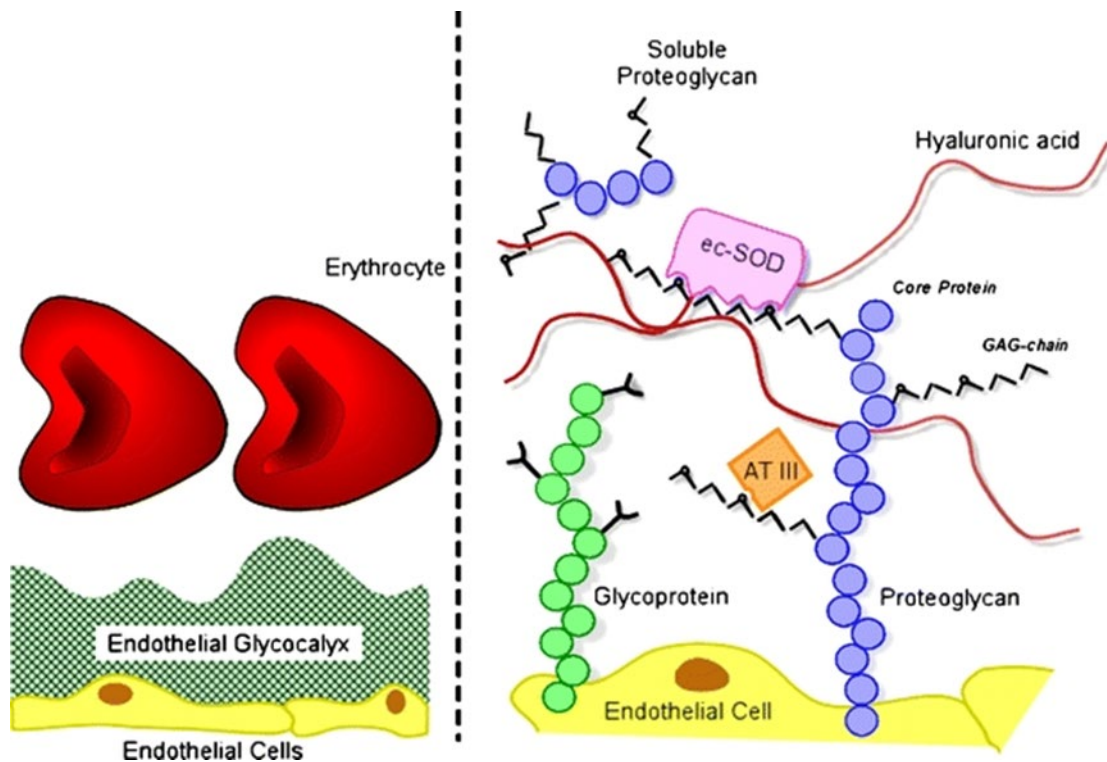 Erythrocyte
Endothelial Glycocalyx
Endothelial Cells
Soluble
Proteoglycan
Hyaluronic acid
ec-SOD
Core Protein
GAG-chain
AT III
Glycoprotein
Proteoglycan
Endothelial Cell